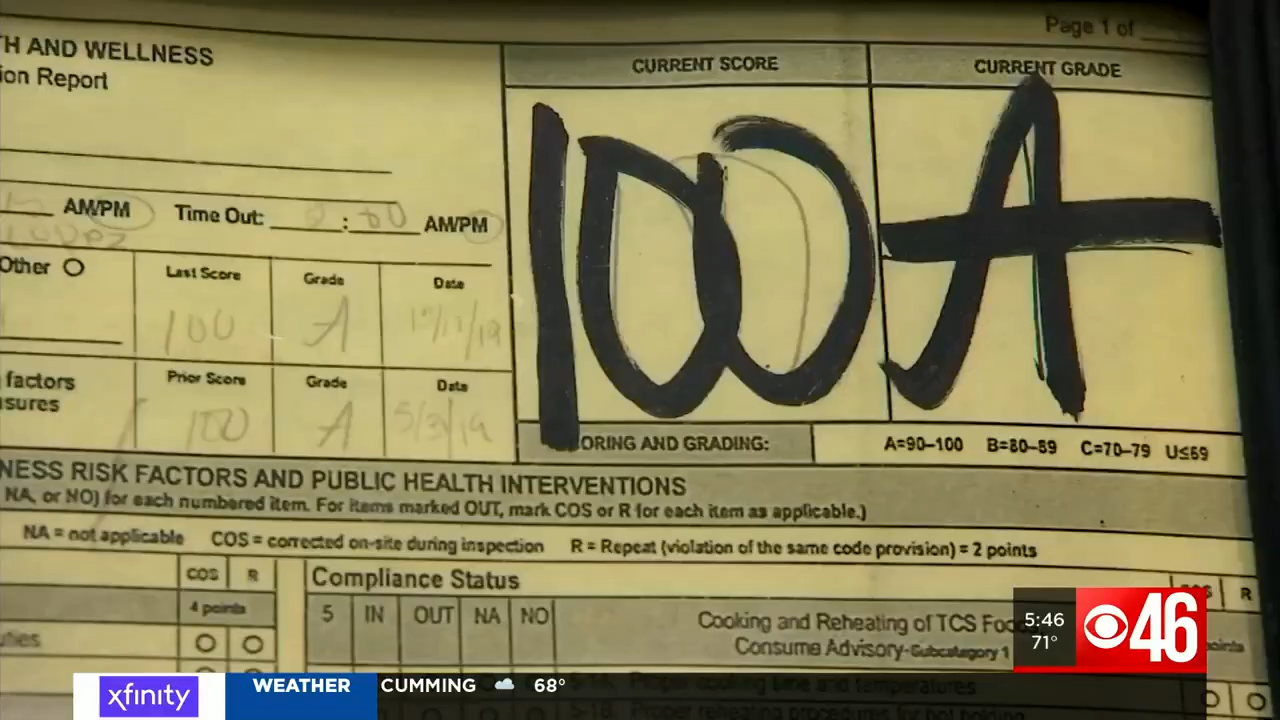 Page 1 of
TH AND WELLNESS
ion Report
CURRENT SCORE
CURRENT GRADE
100
A
AM/PM Time Out: : 00 AM/PM
Other
Last Score Grade Date
100 A
factors
sures
Prior Score Grade Date
100 A 5/3/19
ORING AND GRADING:
A=90–100 B=80–89 C=70–79 U≤69
NESS RISK FACTORS AND PUBLIC HEALTH INTERVENTIONS
NA, or NO) for each numbered item. For items marked OUT, mark COS or R for each item as applicable.)
NA = not applicable COS = corrected on-site during inspection R = Repeat (violation of the same code provision) = 2 points
COS R
Compliance Status
R
4 points
5 IN OUT NA NO
Cooking and Reheating of TCS Foo
Consume Advisory-Subcategory 1
points
5:46
71°
CBS 46
xfinity
WEATHER
CUMMING 68°